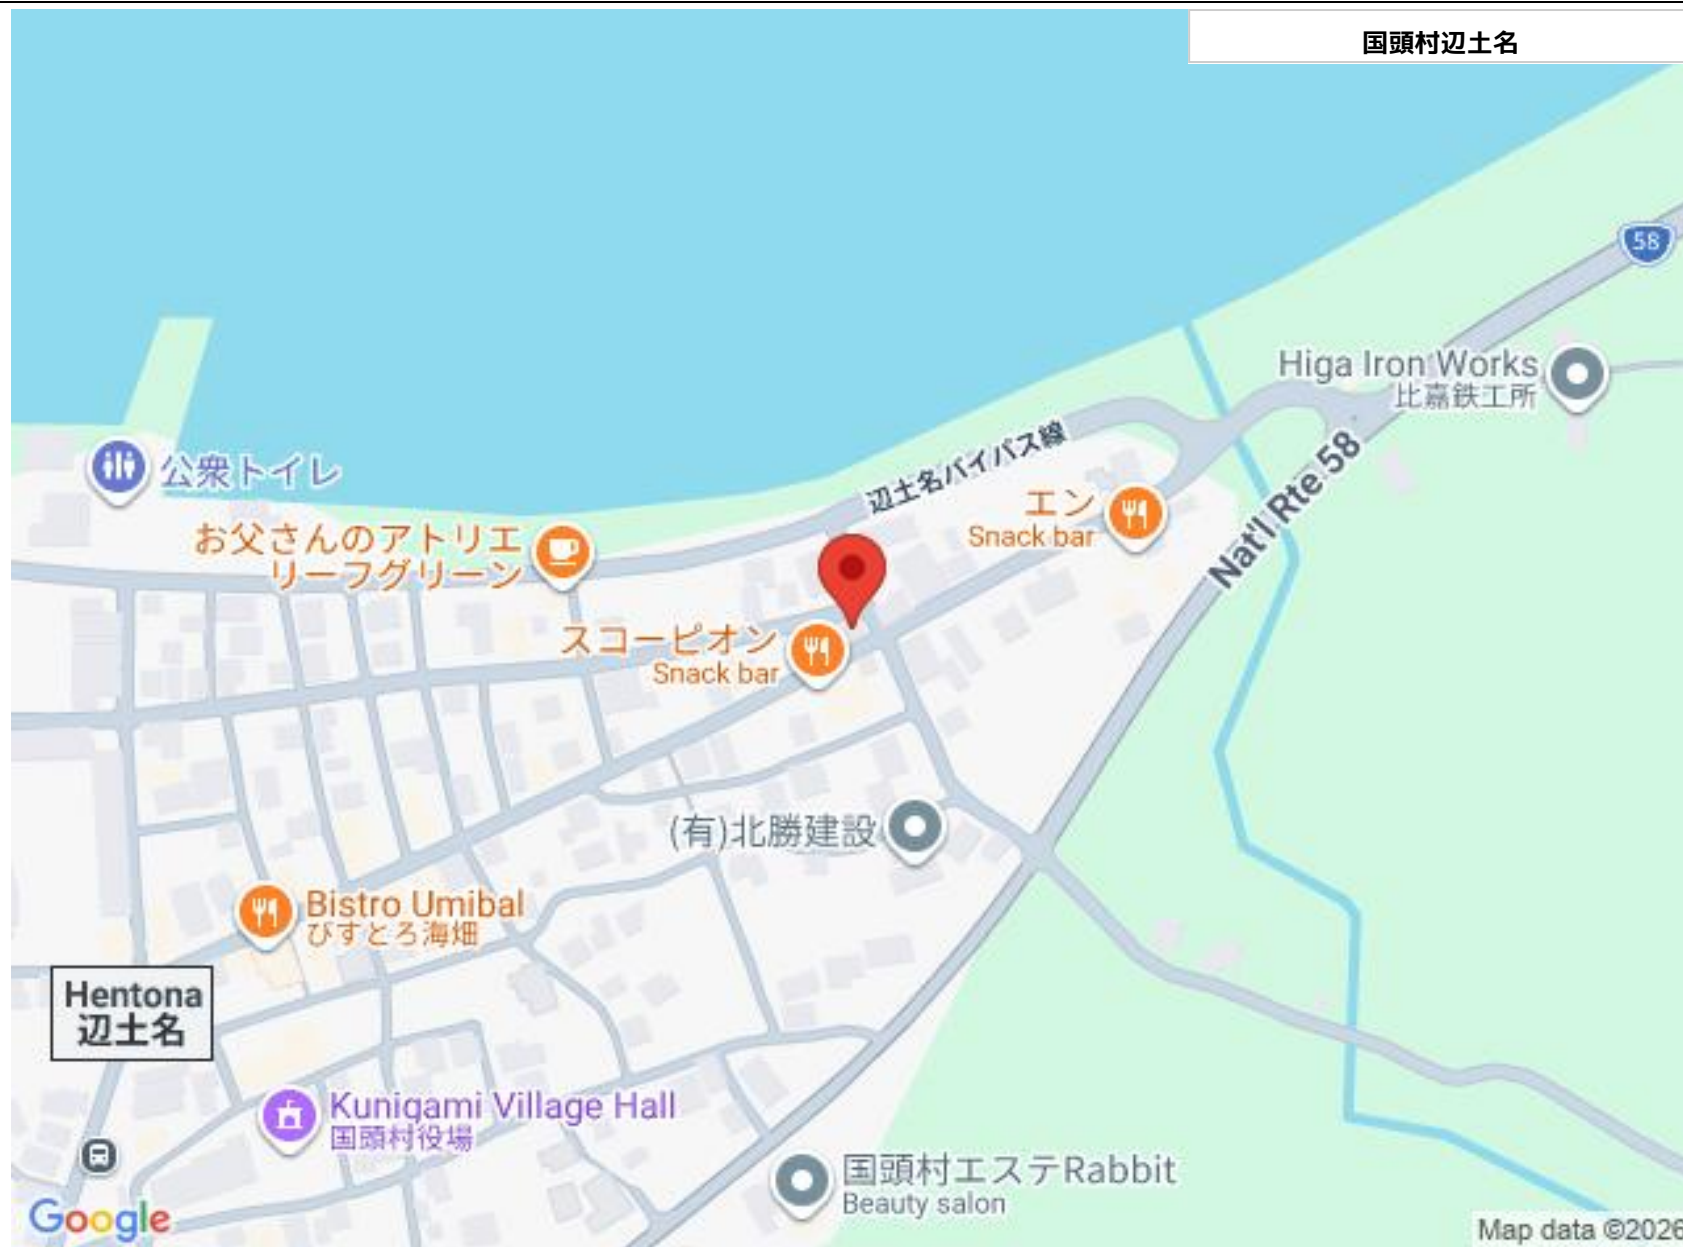 国頭村辺土名
58
Higa Iron Works
比嘉鉄工所
公衆トイレ
辺土名バイパス線
エン
Snack bar
Nat'l Rte 58
お父さんのアトリエ
リーフグリーン
スコーピオン
Snack bar
(有)北勝建設
Bistro Umibal
びすとろ海畑
Hentona
辺土名
Kunigami Village Hall
国頭村役場
国頭村エステRabbit
Beauty salon
Google
Map data ©2026